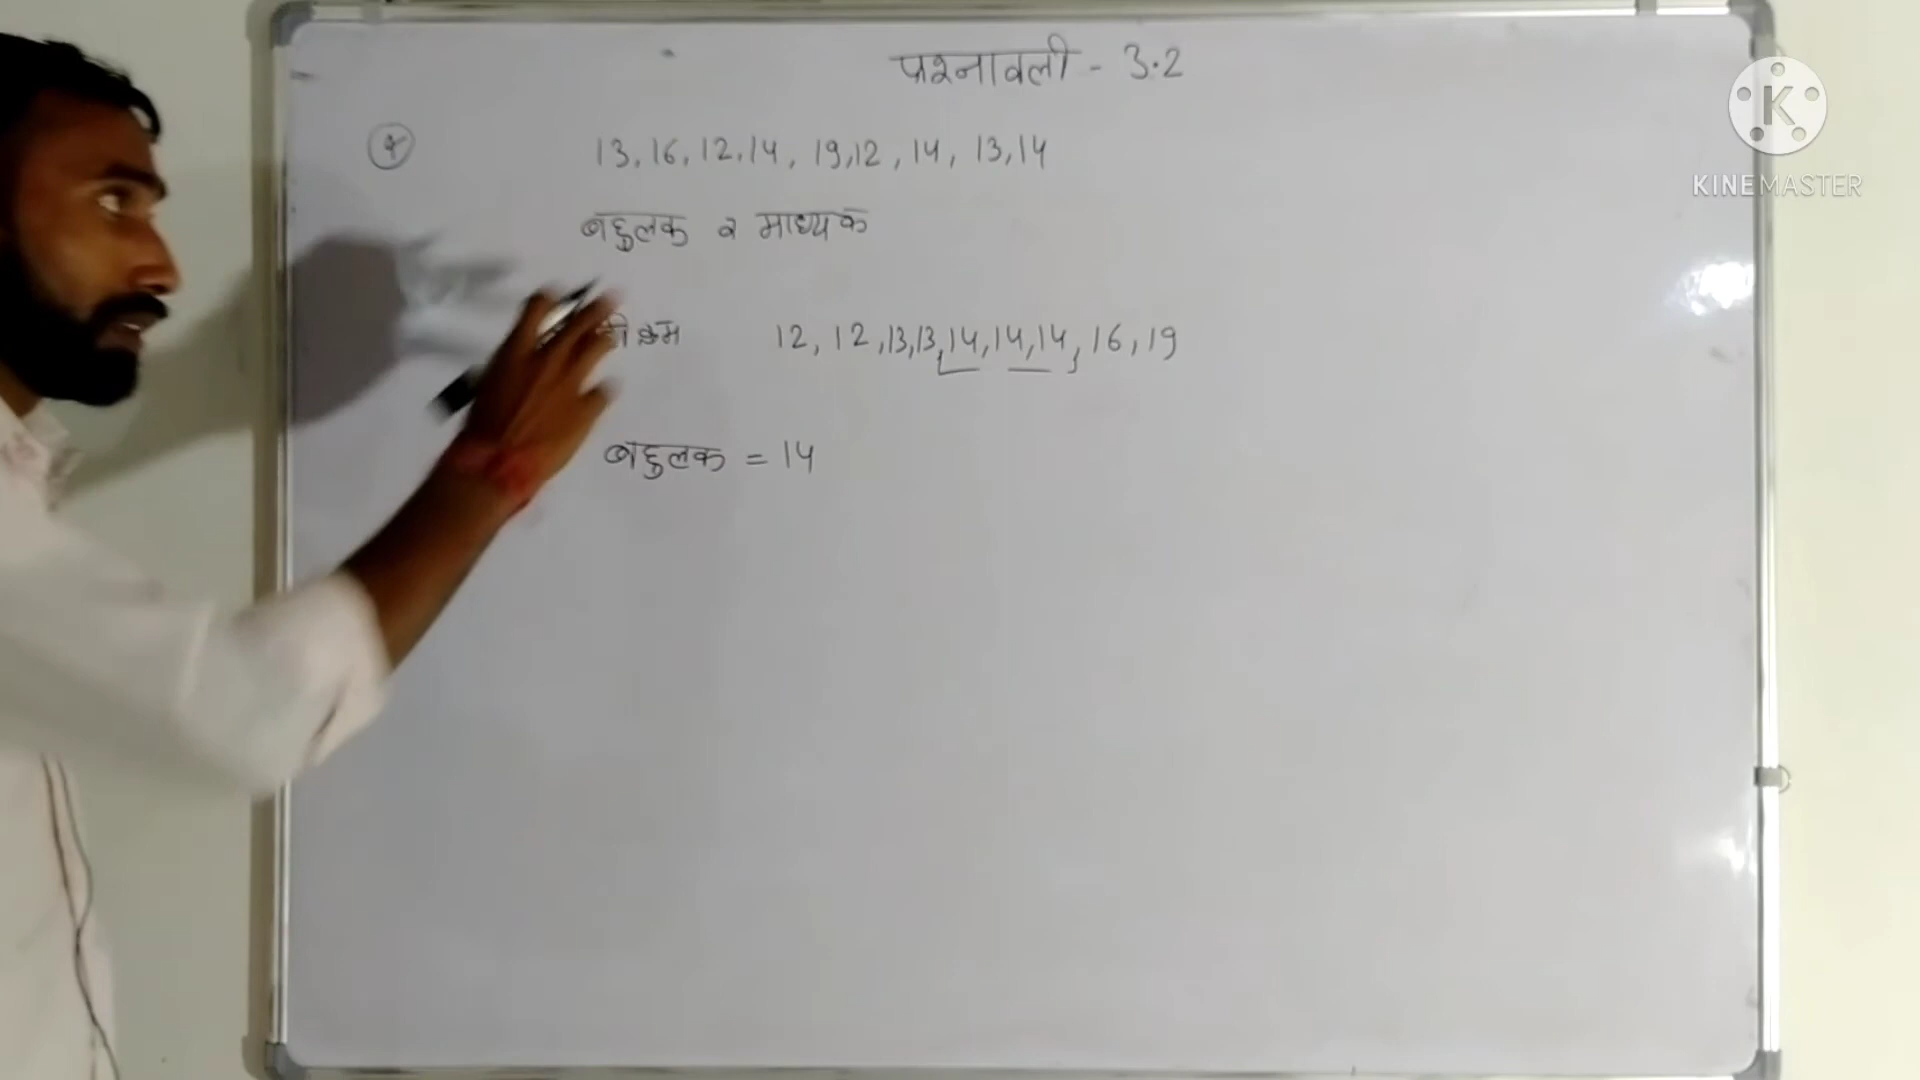 प्रश्नावली - 3.2
13, 16, 12, 14, 19, 12, 14, 13, 14
बहुलक व माध्यक
क्रम 12, 12, 13, 13, 14, 14, 14, 16, 19
बहुलक = 14
K
KINEMASTER